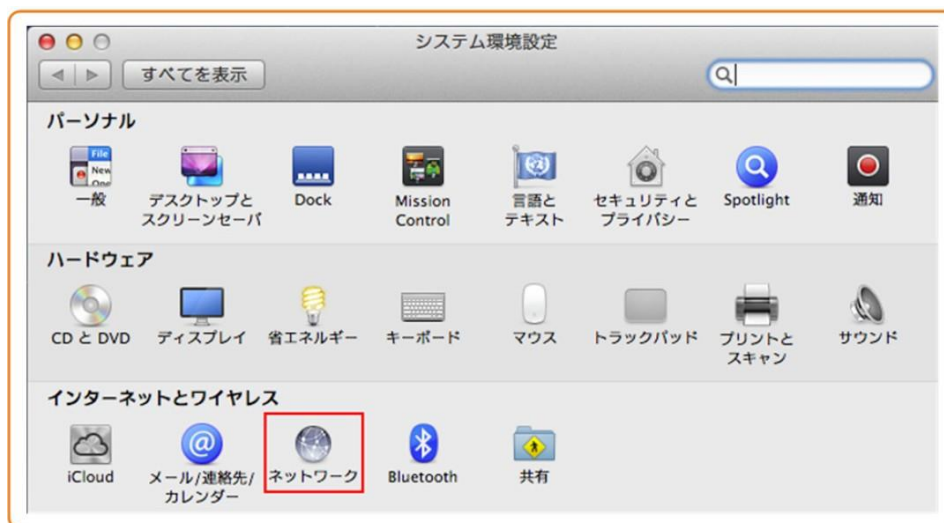 システム環境設定
すべてを表示
パーソナル
File
New
One
一般
デスクトップと
スクリーンセーバ
Dock
Mission
Control
言語と
テキスト
セキュリティと
プライバシー
Spotlight
通知
ハードウェア
CD と DVD
ディスプレイ
省エネルギー
キーボード
マウス
トラックパッド
プリントと
スキャン
サウンド
インターネットとワイヤレス
iCloud
メール/連絡先/
カレンダー
ネットワーク
Bluetooth
共有